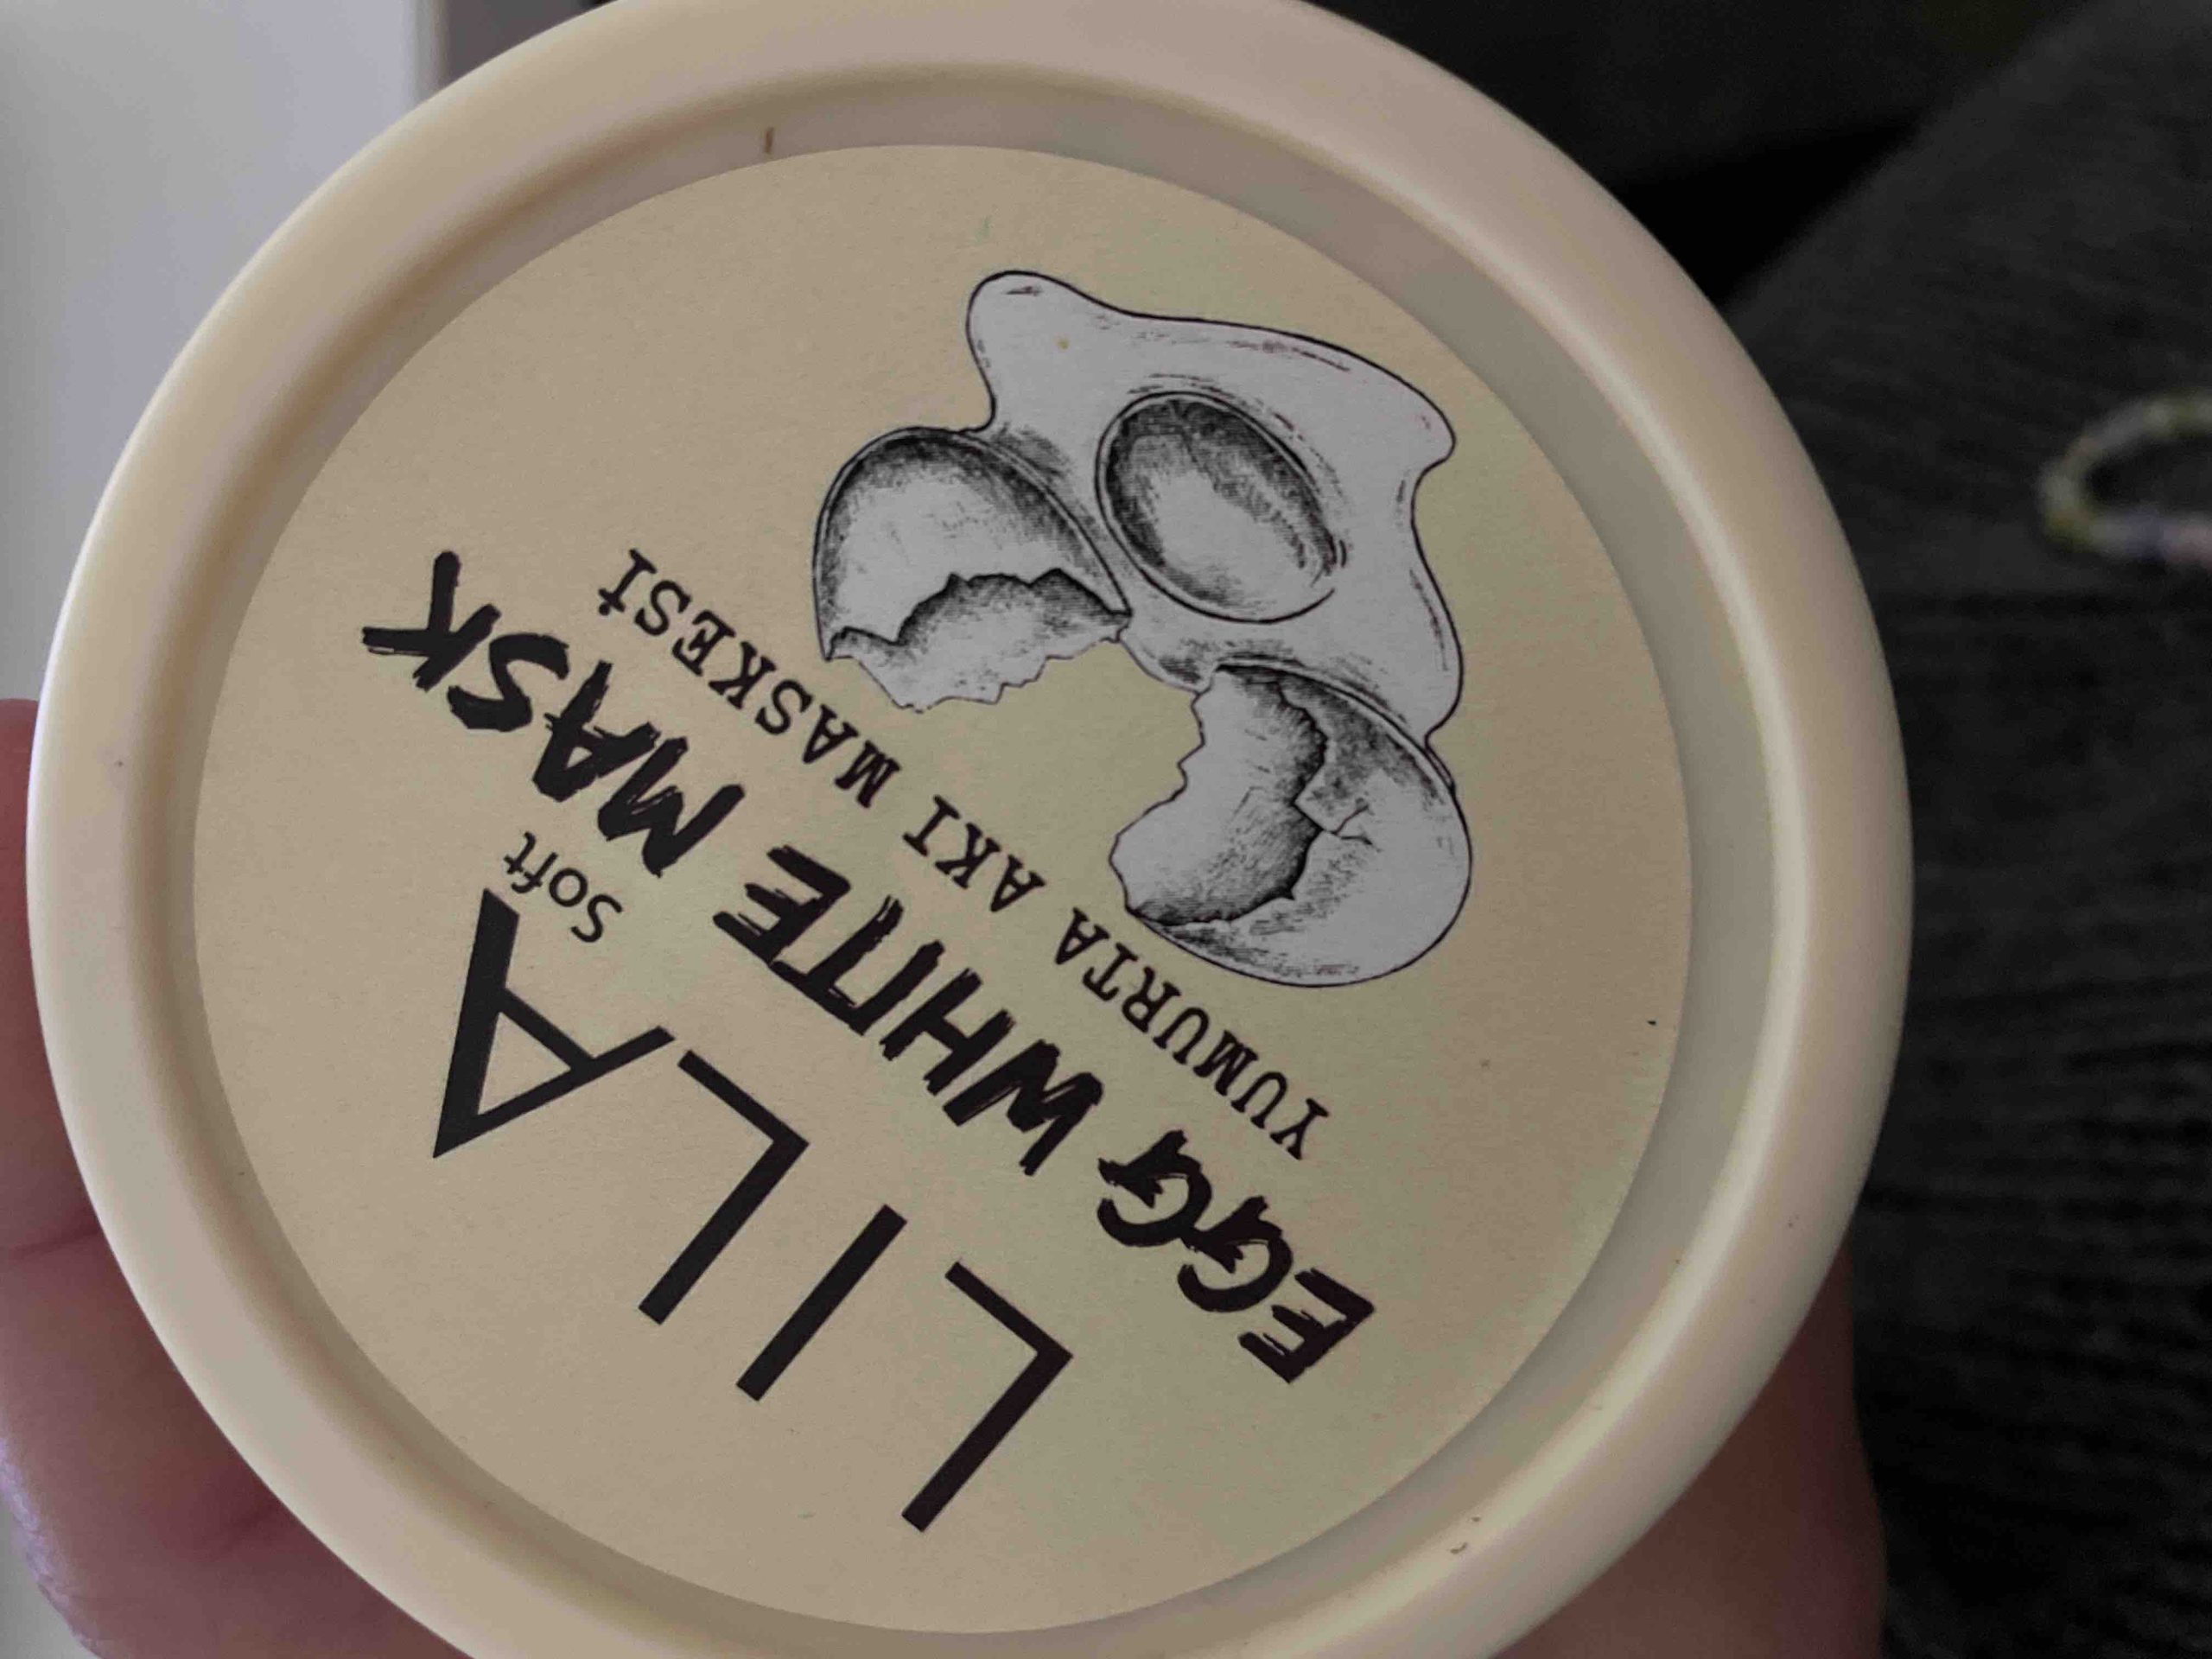 LILA
Soft
EGG WHITE MASK
YUMURTA AKI MASKESİ